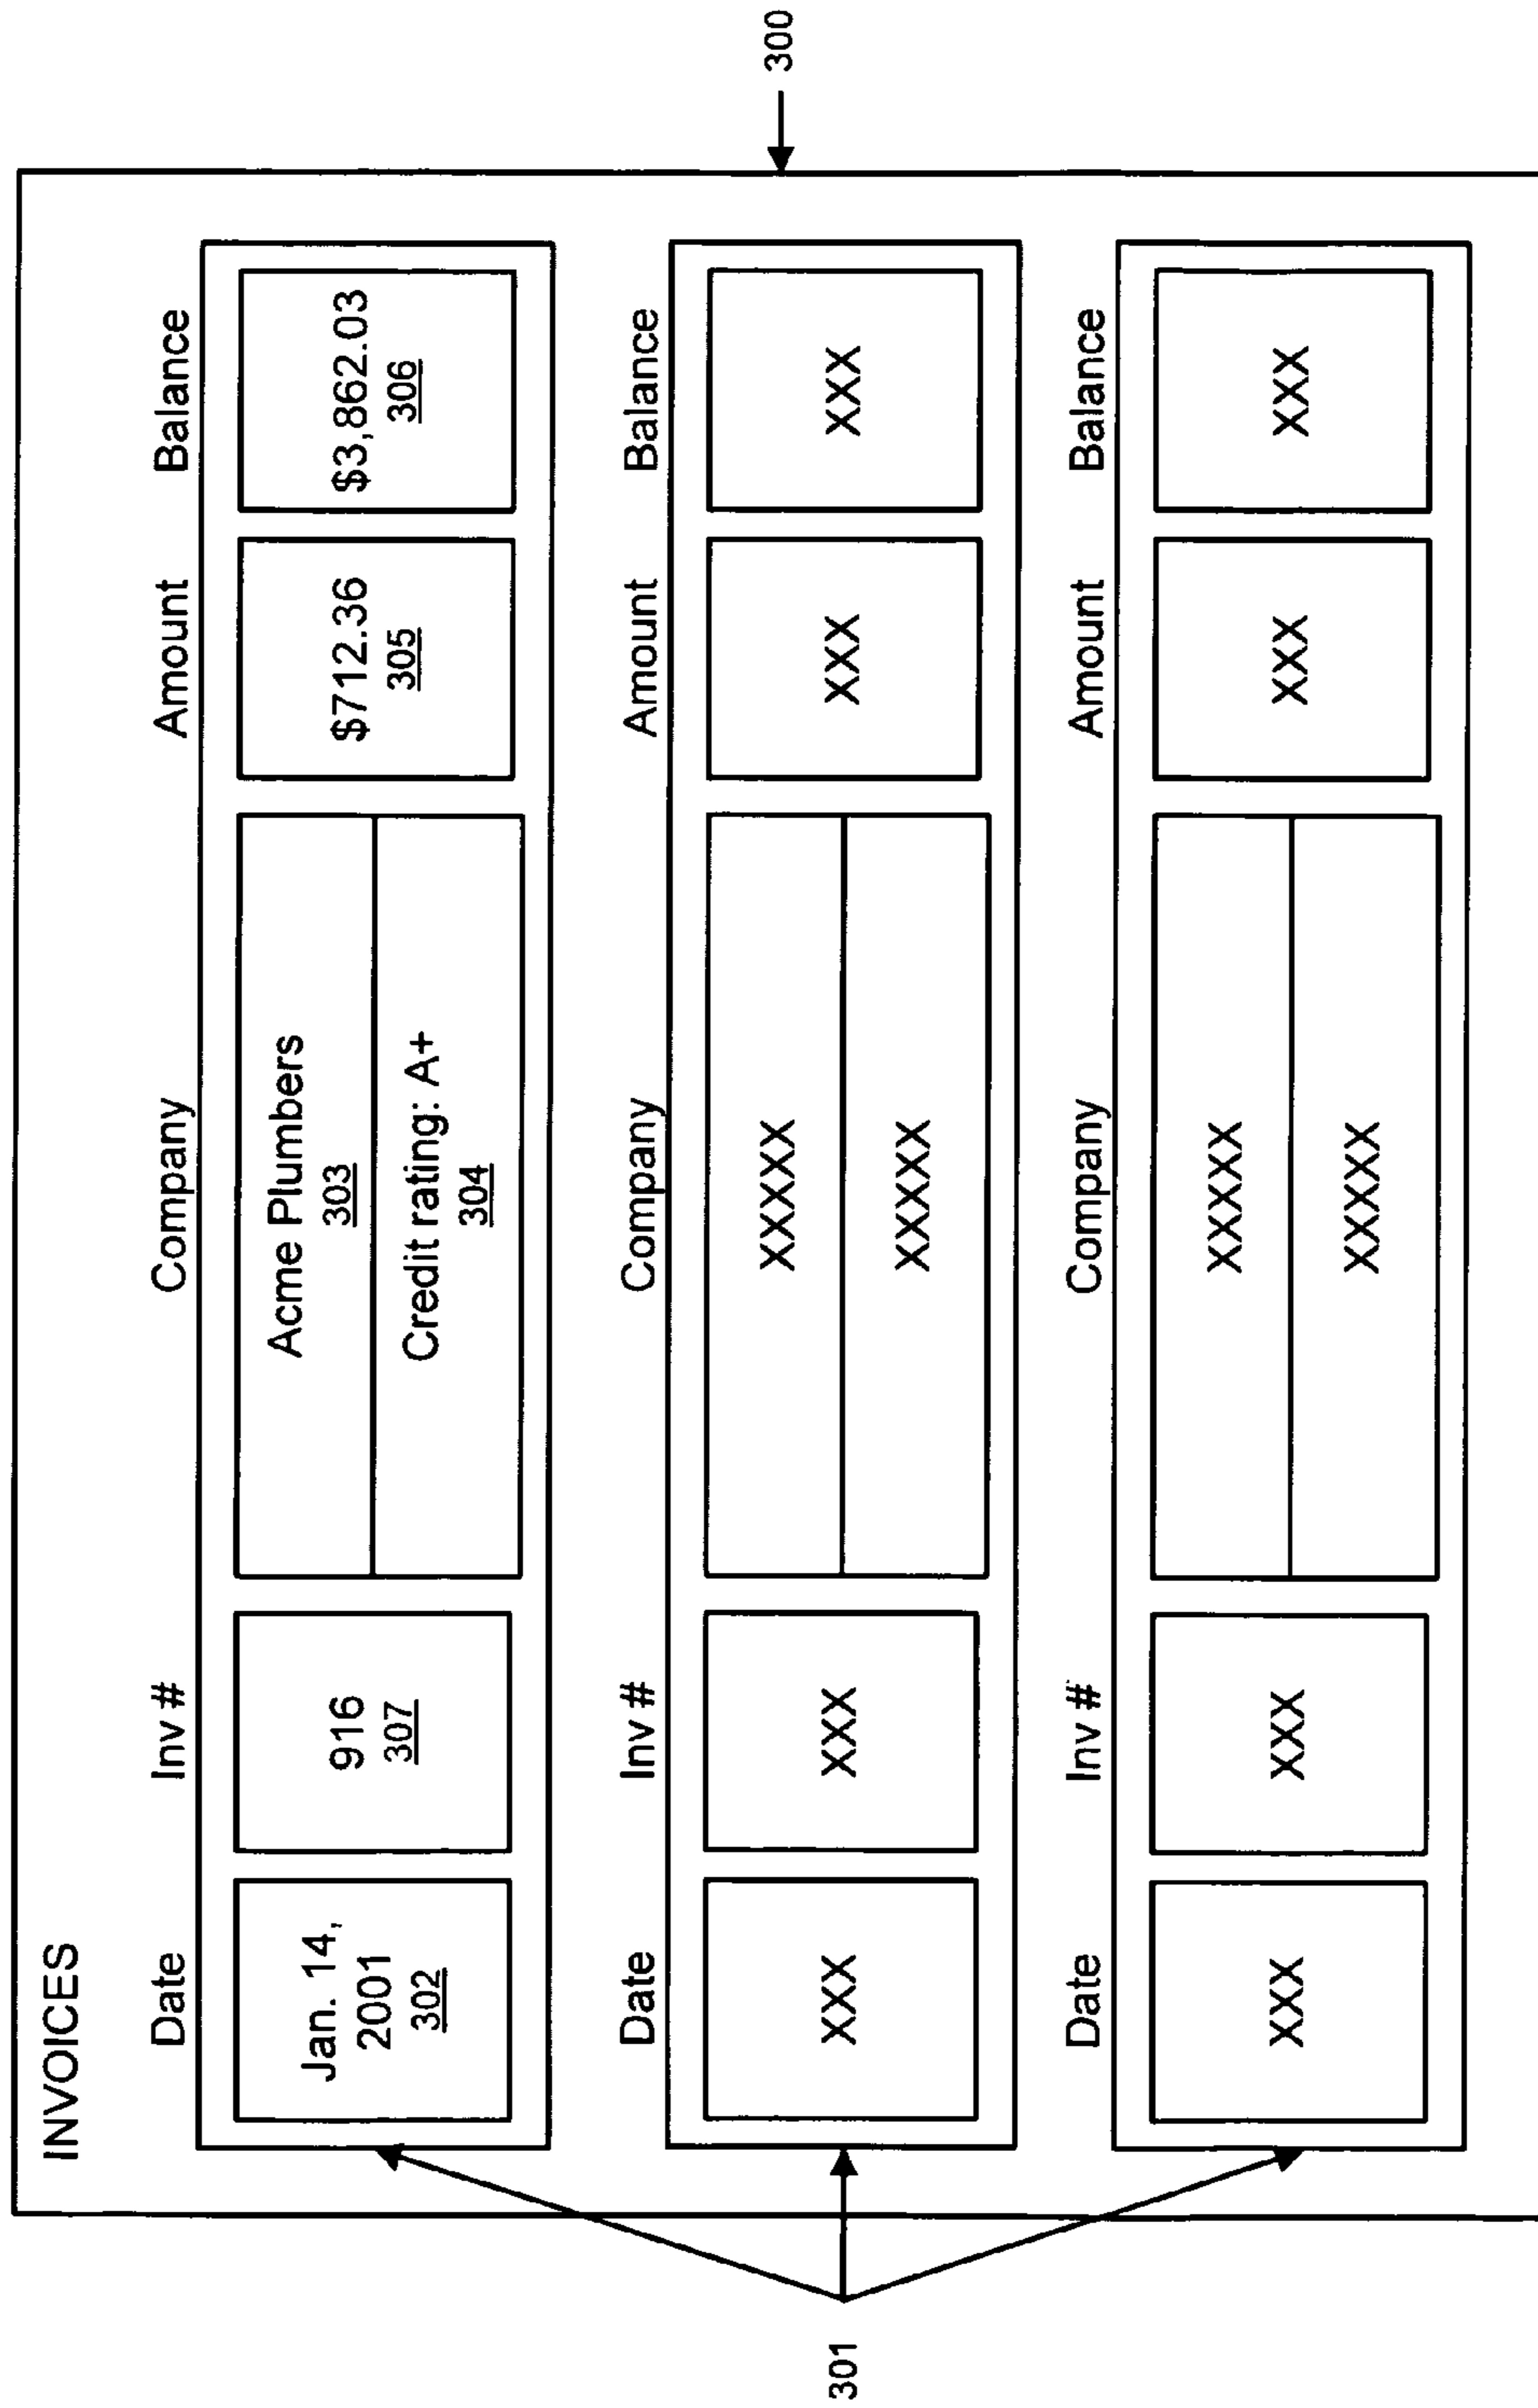 INVOICES
Date Inv # Company Amount Balance
Jan. 14,
2001
302
916
307
Acme Plumbers
303
Credit rating: A+
304
$712.36
305
$3,862.03
306
Date Inv # Company Amount Balance
XXX
XXX
XXXXX
XXXXX
XXX
XXX
Date Inv # Company Amount Balance
XXX
XXX
XXXXX
XXXXX
XXX
XXX
301
300